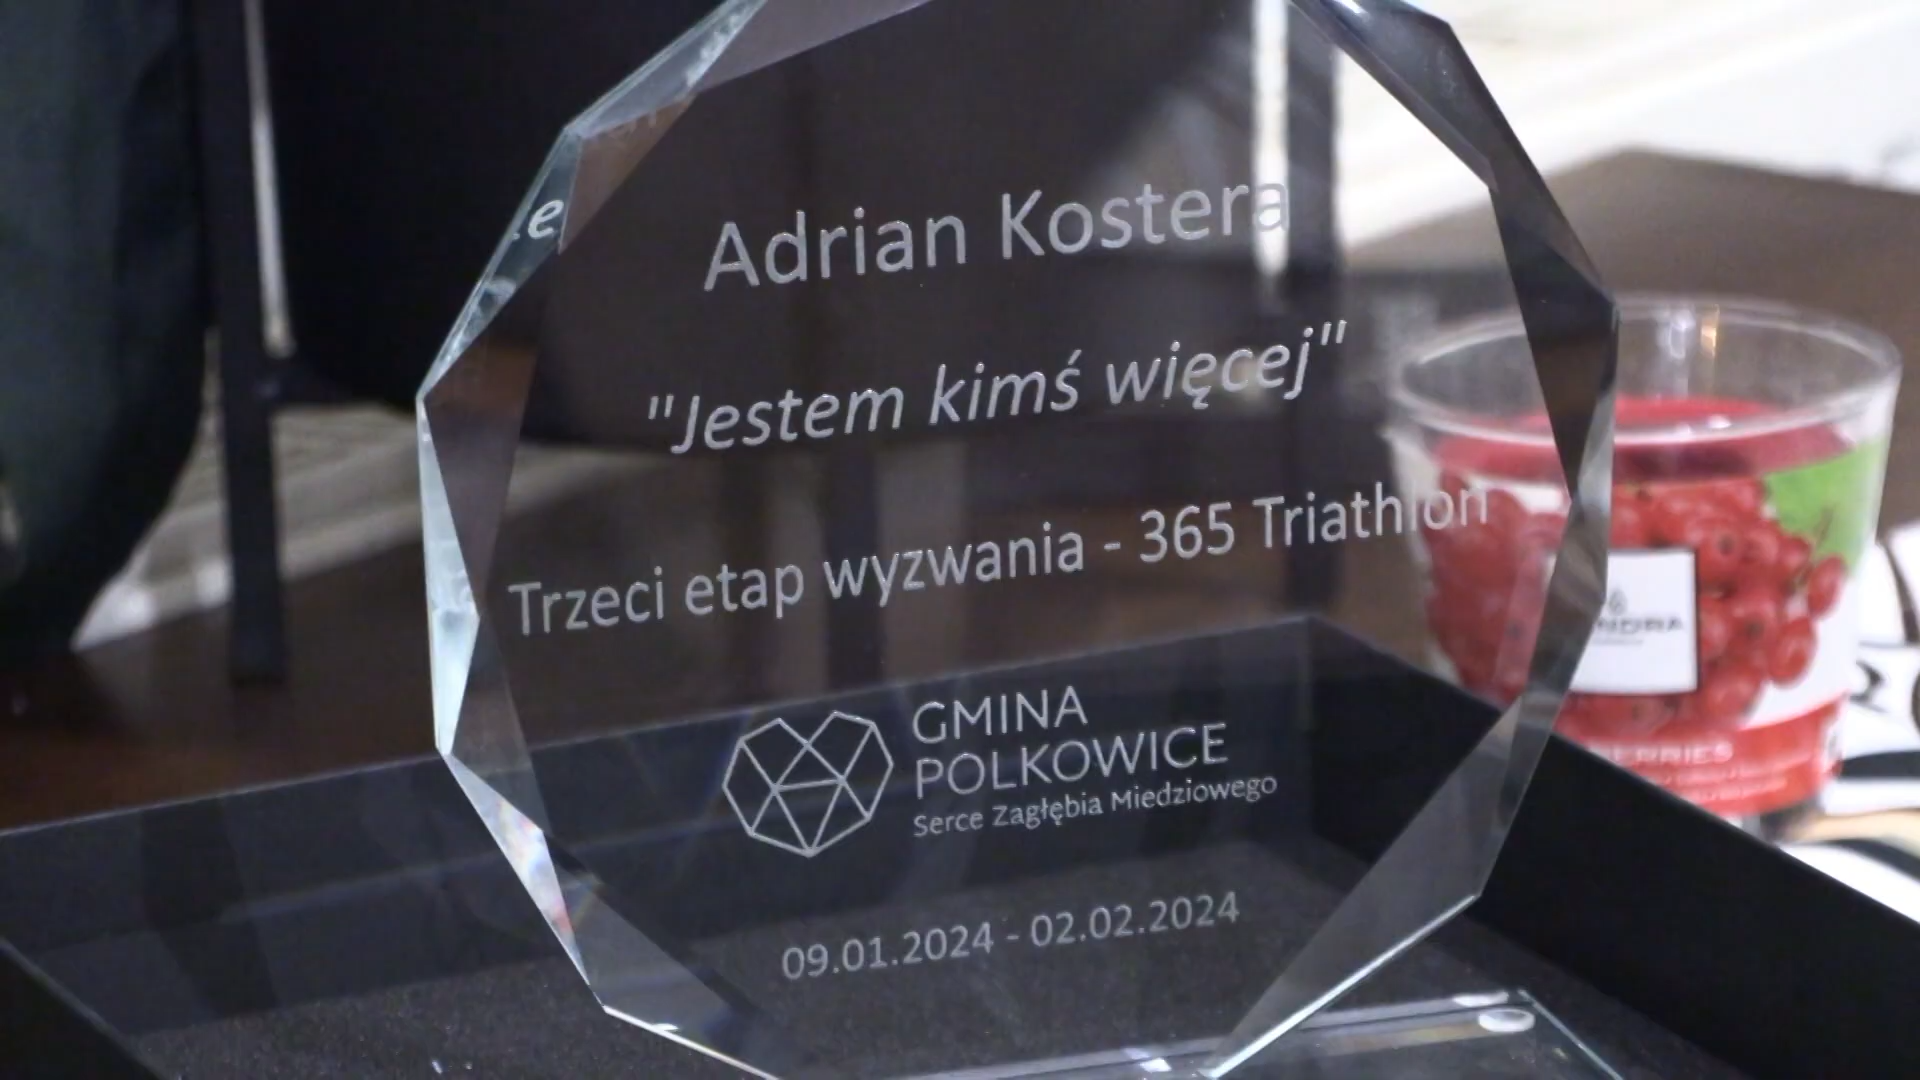 Adrian Kostera
"Jestem kimś więcej"
Trzeci etap wyzwania - 365 Triathlon
GMINA
POLKOWICE
Serce Zagłębia Miedziowego
09.01.2024 - 02.02.2024